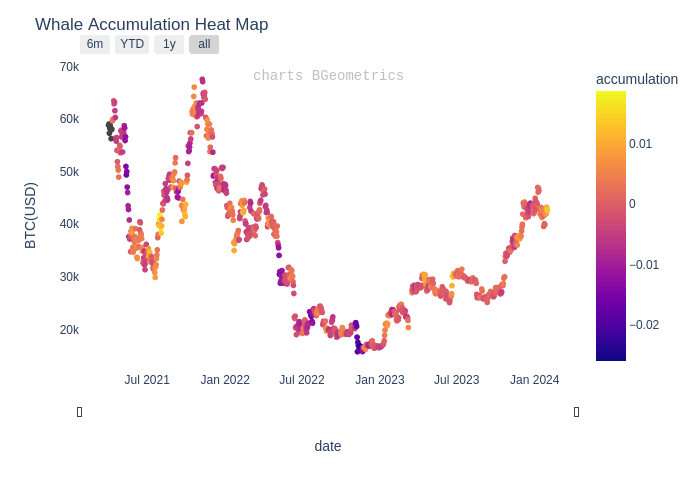 Whale Accumulation Heat Map
6m YTD 1y all
charts BGeometrics
accumulation
70k
60k
50k
40k
30k
20k
BTC(USD)
0.01
0
−0.01
−0.02
Jul 2021 Jan 2022 Jul 2022 Jan 2023 Jul 2023 Jan 2024
date